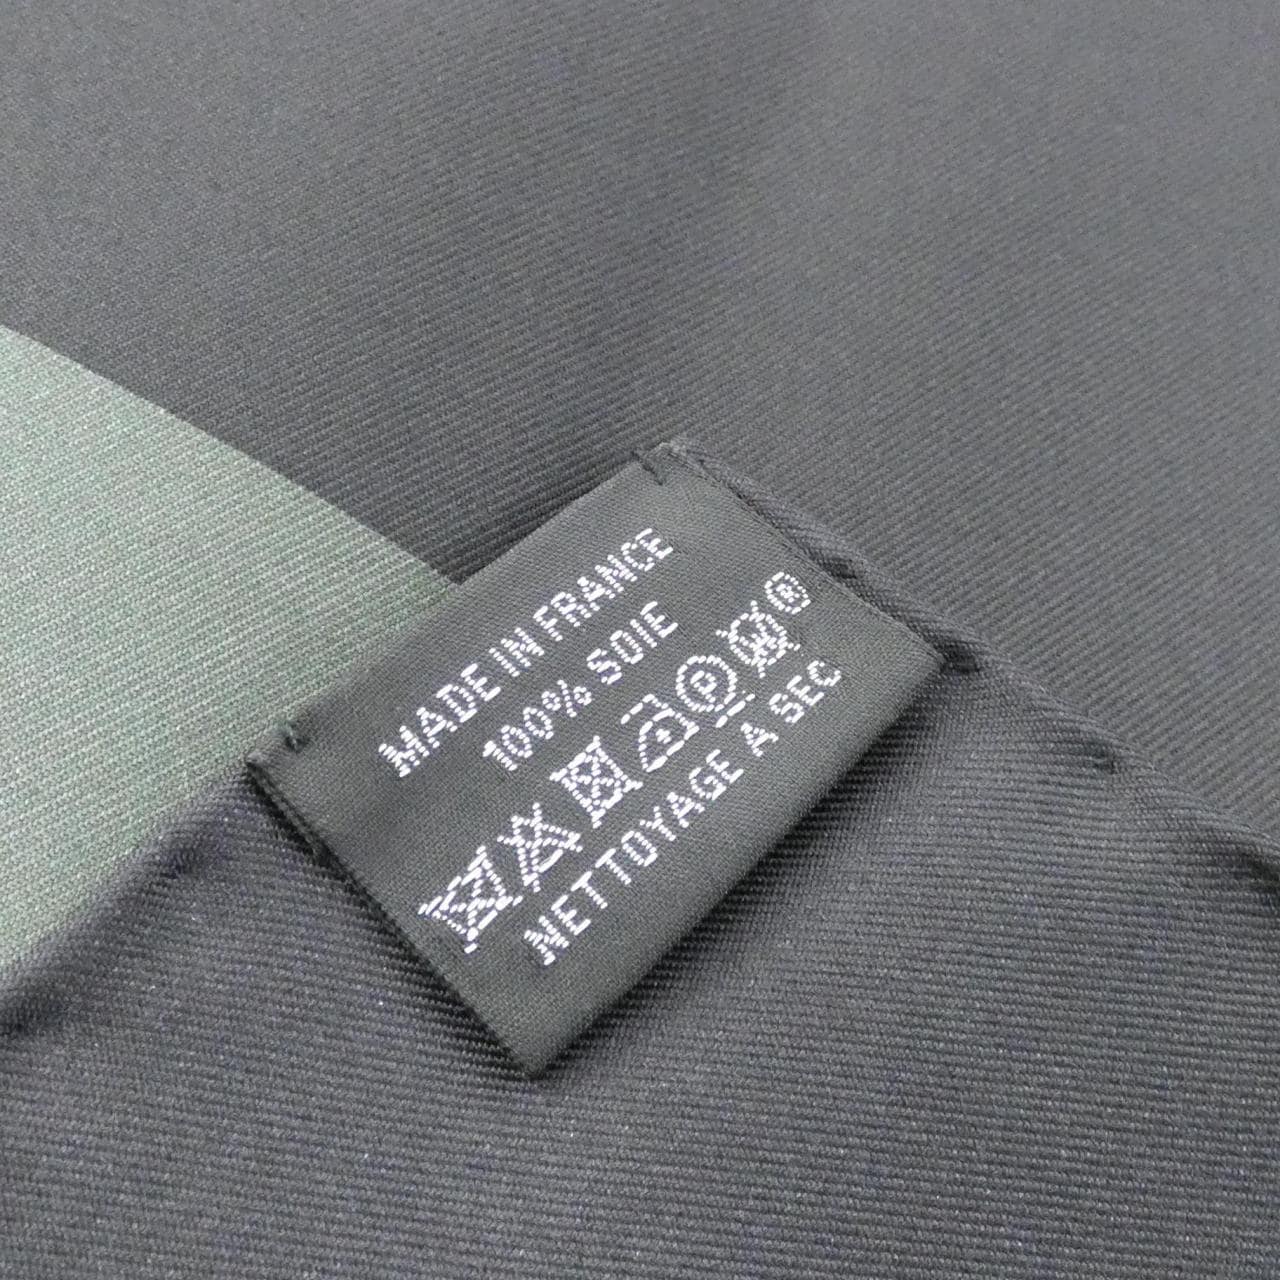 MADE IN FRANCE
100% SOIE
P W ®
NETTOYAGE A SEC